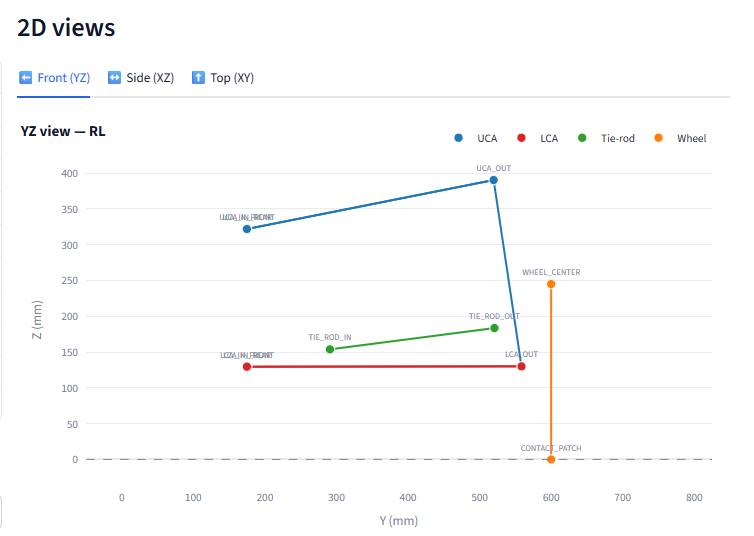 2D views
Front (YZ)
Side (XZ)
Top (XY)
YZ view — RL
UCA
LCA
Tie-rod
Wheel
400
350
300
250
200
150
100
50
0
Z (mm)
UCA_OUT
WHEEL_CENTER
TIE_ROD_OUT
TIE_ROD_IN
LCA_OUT
CONTACT_PATCH
0
100
200
300
400
500
600
700
800
Y (mm)